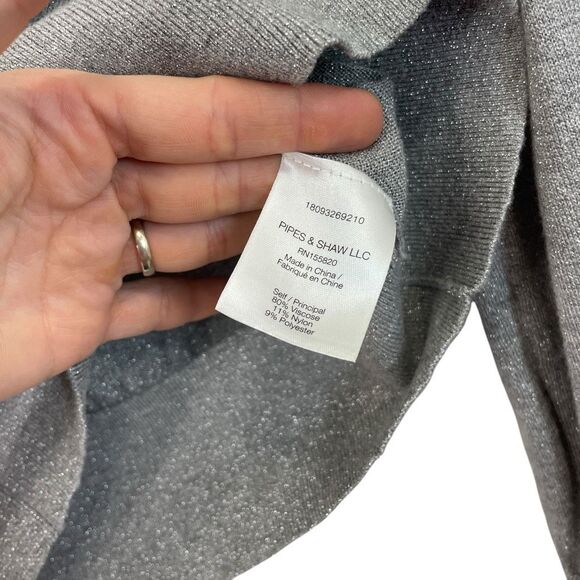 18093269210
PIPES & SHAW LLC
RN155820
Made in China /
Fabriqué en Chine
Self / Principal
80% Viscose
11% Nylon
9% Polyester